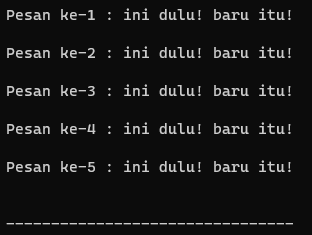 Pesan ke-1 : ini dulu! baru itu!
Pesan ke-2 : ini dulu! baru itu!
Pesan ke-3 : ini dulu! baru itu!
Pesan ke-4 : ini dulu! baru itu!
Pesan ke-5 : ini dulu! baru itu!
--------------------------------